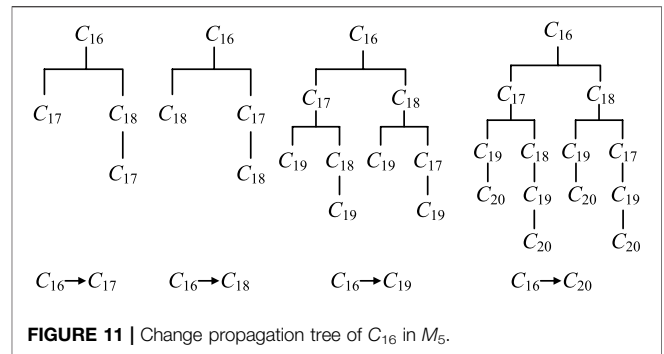 C₁₆ C₁₆ C₁₆ C₁₆
C₁₇ C₁₈ C₁₈ C₁₇ C₁₇ C₁₈ C₁₇ C₁₈
C₁₇ C₁₈ C₁₉ C₁₈ C₁₉ C₁₇ C₁₉ C₁₈ C₁₉ C₁₇
C₁₉ C₁₉ C₂₀ C₁₉ C₂₀ C₁₉
C₂₀ C₂₀
C₁₆→C₁₇ C₁₆→C₁₈ C₁₆→C₁₉ C₁₆→C₂₀
FIGURE 11 | Change propagation tree of C₁₆ in M₅.